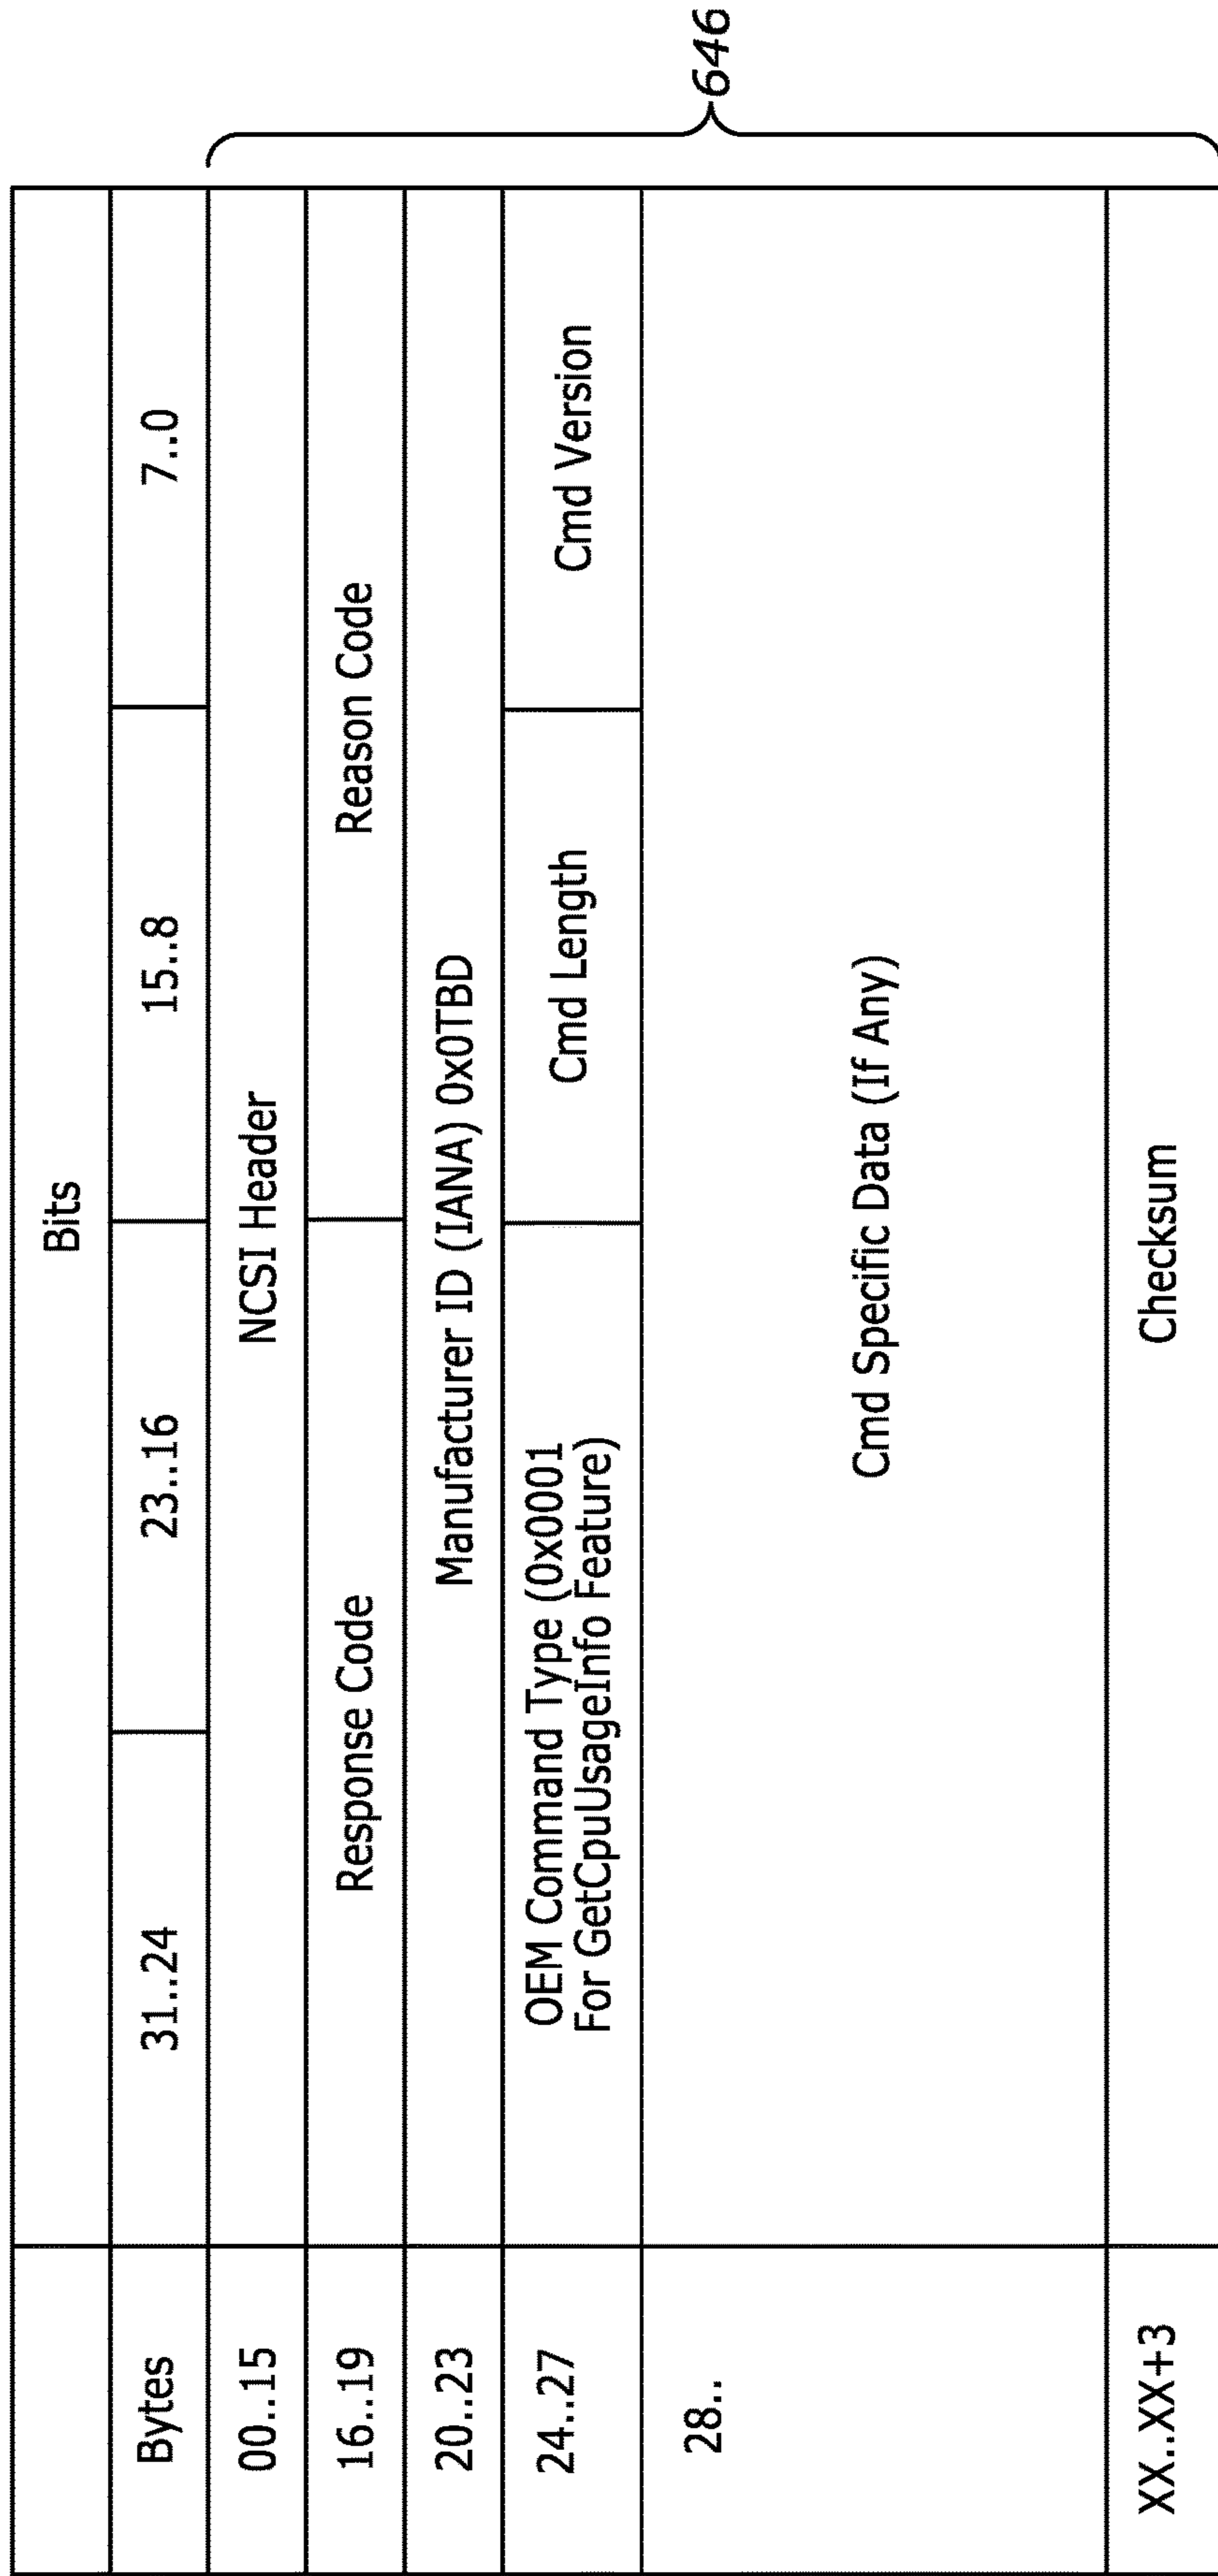 Bits
Bytes 31..24 23..16 15..8 7..0
00..15 NCSI Header
16..19 Response Code Reason Code
20..23 Manufacturer ID (IANA) 0x0TBD
24..27 OEM Command Type (0x0001 Cmd Length Cmd Version
For GetCpuUsageInfo Feature)
28.. Cmd Specific Data (If Any)
XX..XX+3 Checksum
646